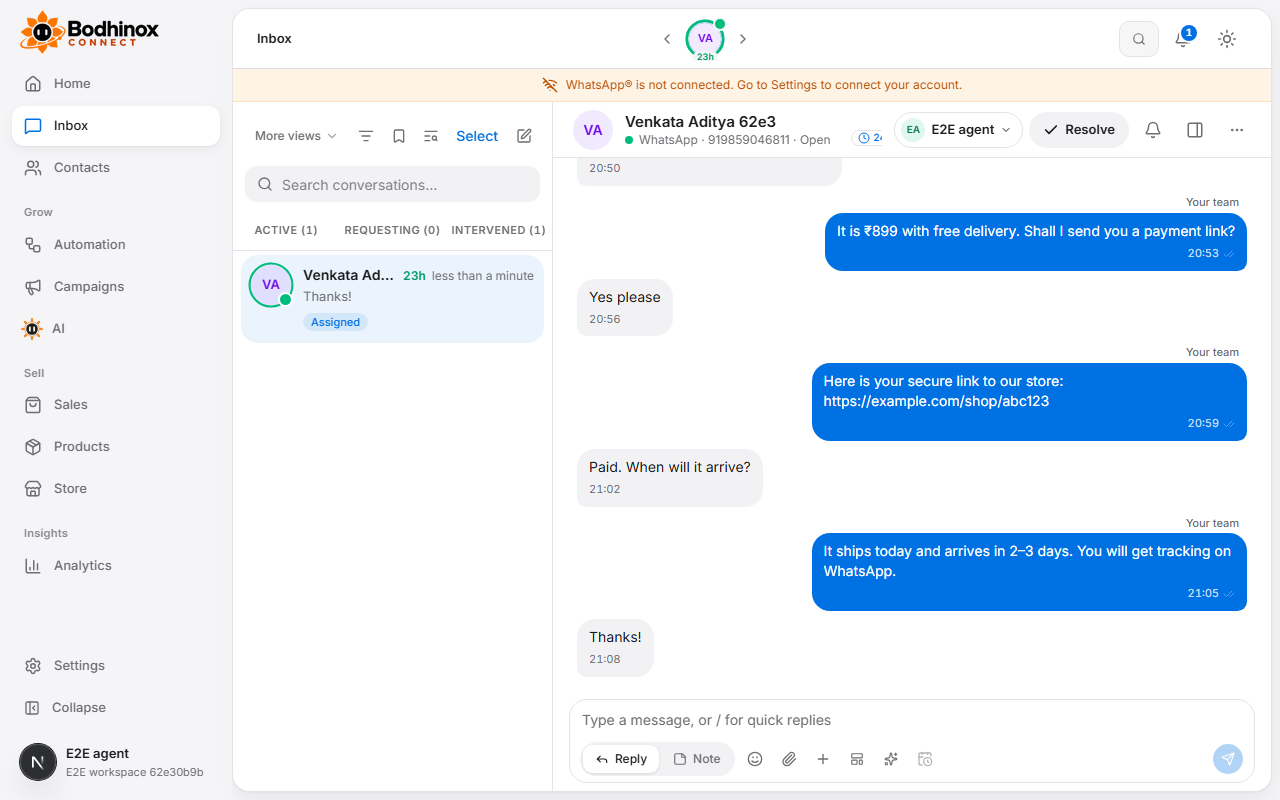 Bodhinox
CONNECT
Home
Inbox
Contacts
Grow
Automation
Campaigns
AI
Sell
Sales
Products
Store
Insights
Analytics
Settings
Collapse
N
E2E agent
E2E workspace 62e30b9b
Inbox
VA
23h
1
WhatsApp® is not connected. Go to Settings to connect your account.
More views
Select
Search conversations...
ACTIVE (1)
REQUESTING (0)
INTERVENED (1)
VA
Venkata Ad... 23h less than a minute
Thanks!
Assigned
VA
Venkata Aditya 62e3
WhatsApp · 919859046811 · Open
EA
E2E agent
Resolve
20:50
Your team
It is ₹899 with free delivery. Shall I send you a payment link?
20:53
Yes please
20:56
Your team
Here is your secure link to our store:
https://example.com/shop/abc123
20:59
Paid. When will it arrive?
21:02
Your team
It ships today and arrives in 2–3 days. You will get tracking on
WhatsApp.
21:05
Thanks!
21:08
Type a message, or / for quick replies
Reply
Note